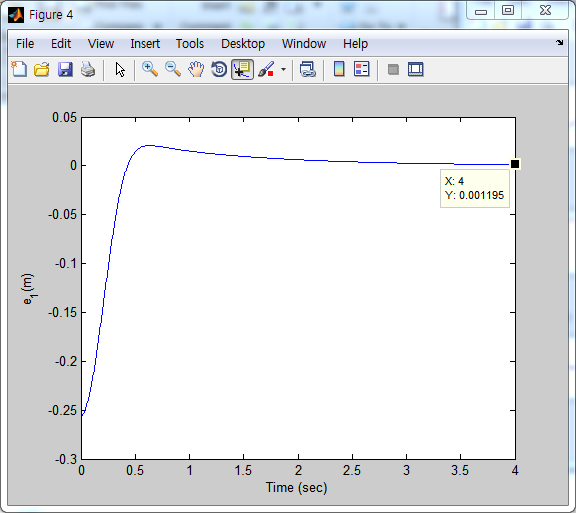 Figure 4
File Edit View Insert Tools Desktop Window Help
0.05
0
-0.05
-0.1
-0.15
-0.2
-0.25
-0.3
e1(m)
X: 4
Y: 0.001195
0 0.5 1 1.5 2 2.5 3 3.5 4
Time (sec)